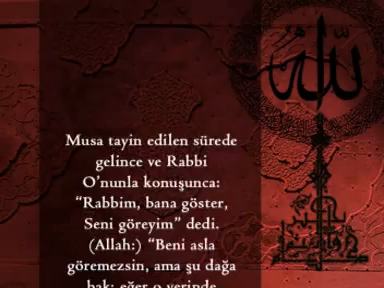 الله
Musa tayin edilen sürede
gelince ve Rabbi
O'nunla konuşunca:
“Rabbim, bana göster,
Seni göreyim” dedi.
(Allah:) “Beni asla
göremezsin, ama şu dağa
bak; eğer o yerinde